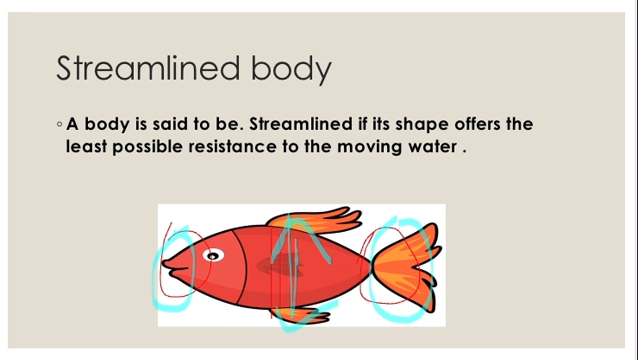 Streamlined body
◦ A body is said to be. Streamlined if its shape offers the
least possible resistance to the moving water .